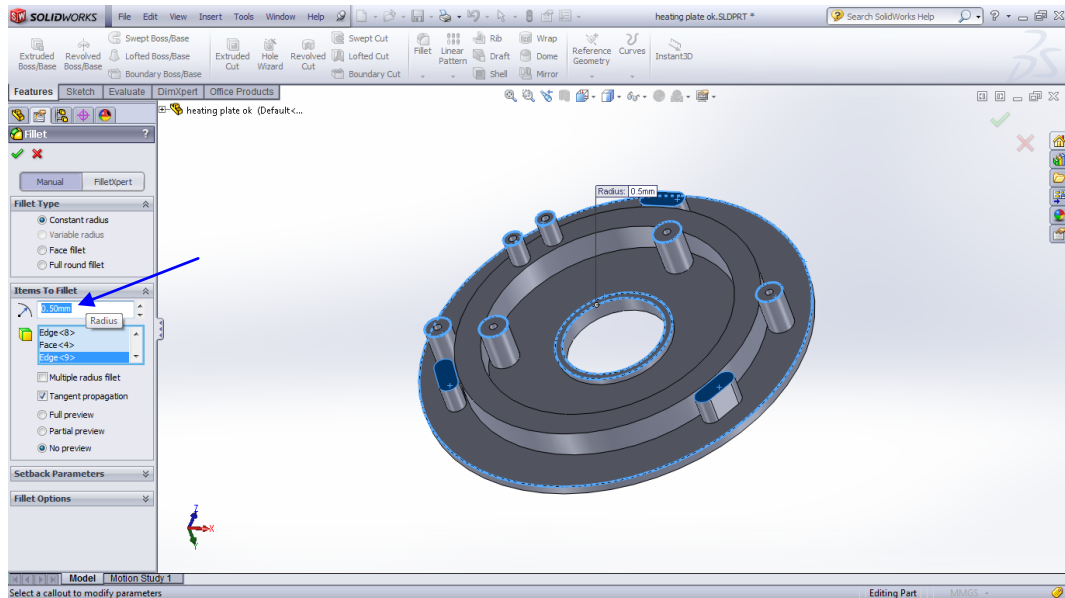 SOLIDWORKS File Edit View Insert Tools Window Help heating plate ok.SLDPRT * Search SolidWorks Help
Extruded Boss/Base
Revolved Boss/Base
Swept Boss/Base
Lofted Boss/Base
Boundary Boss/Base
Extruded Cut
Hole Wizard
Revolved Cut
Swept Cut
Lofted Cut
Boundary Cut
Fillet
Linear Pattern
Rib
Draft
Shell
Wrap
Dome
Mirror
Reference Geometry
Curves
Instant3D
Features Sketch Evaluate DimXpert Office Products
heating plate ok (Default<...
Fillet ?
Manual FilletXpert
Fillet Type
Constant radius
Variable radius
Face fillet
Full round fillet
Items To Fillet
0.50mm
Radius
Edge<8>
Face<4>
Edge<9>
Multiple radius fillet
Tangent propagation
Full preview
Partial preview
No preview
Setback Parameters
Fillet Options
Radius: 0.5mm
Z
X
Y
Model Motion Study 1
Select a callout to modify parameters Editing Part MMGS